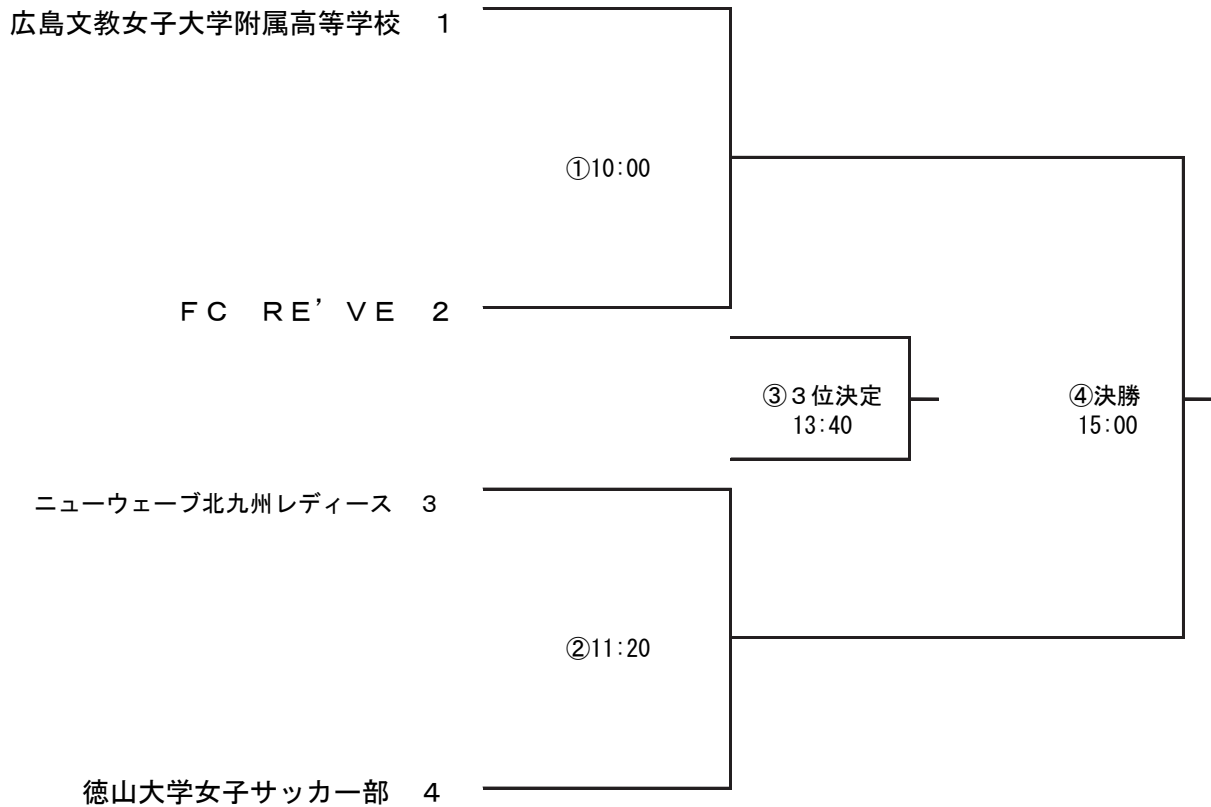 広島文教女子大学附属高等学校　1
①10:00
ＦＣ　ＲＥ’ＶＥ　2
③３位決定
13:40
④決勝
15:00
ニューウェーブ北九州レディース　3
②11:20
徳山大学女子サッカー部　4